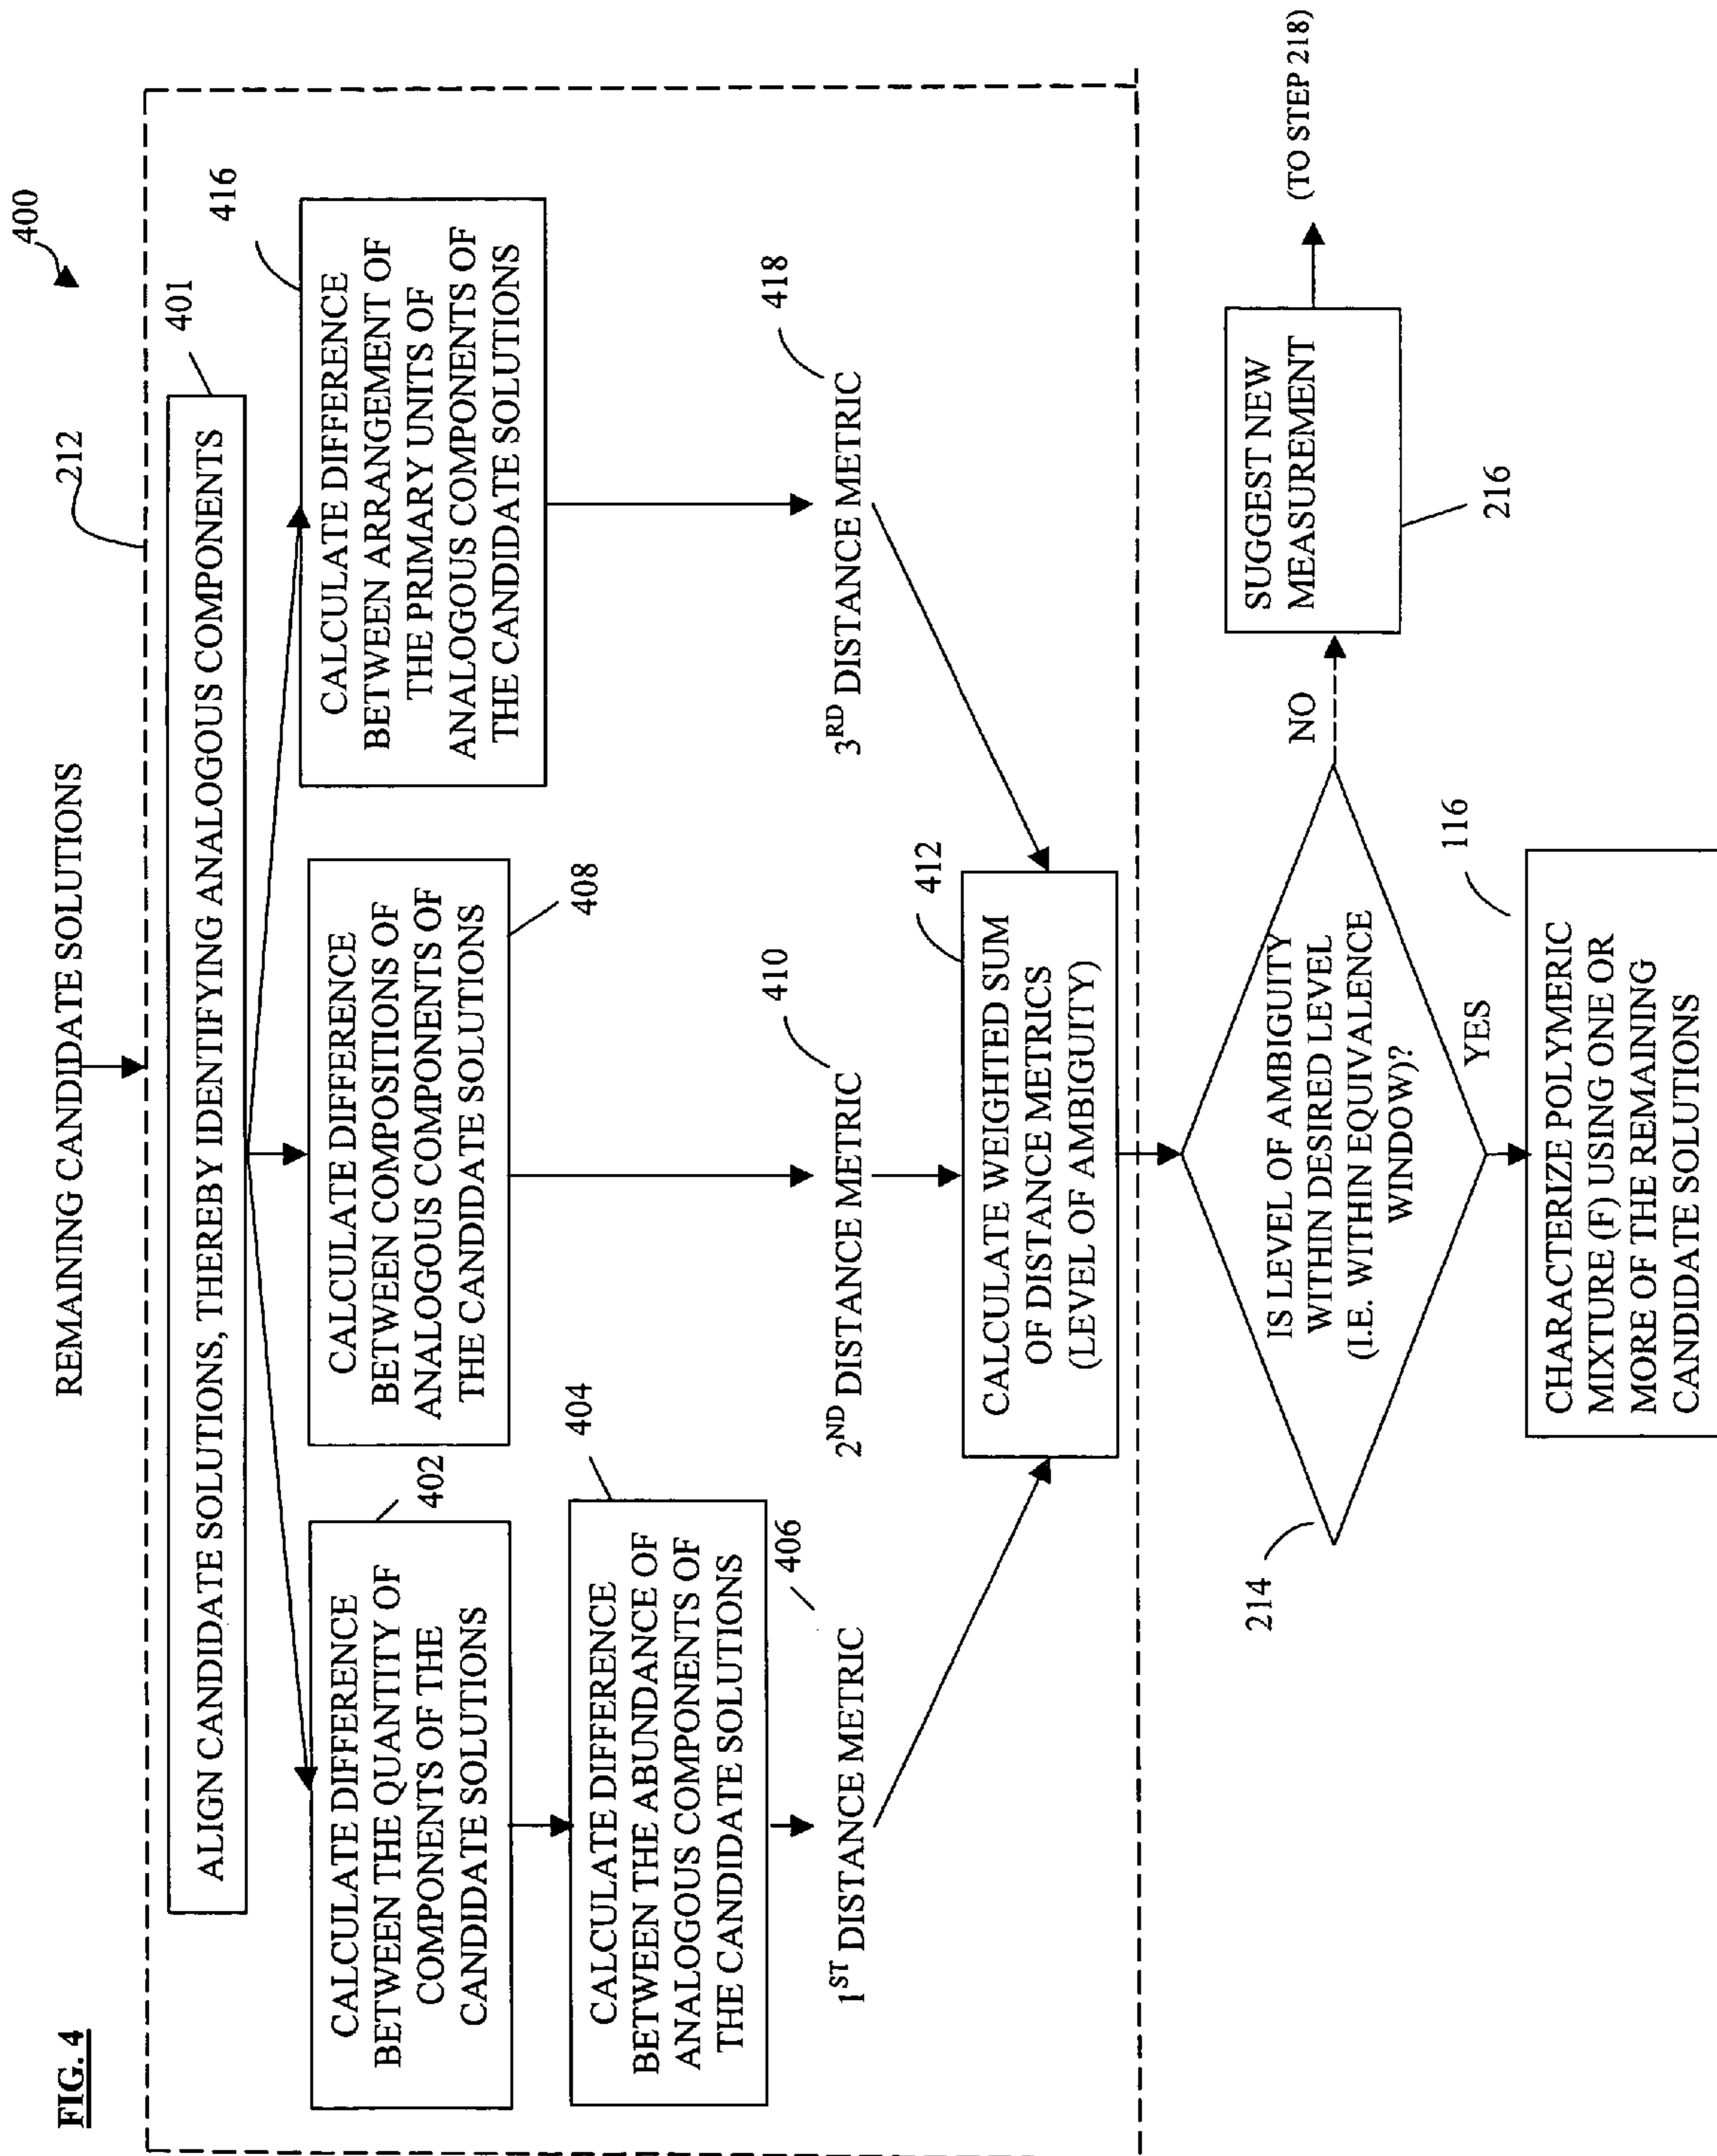 FIG. 4
400
REMAINING CANDIDATE SOLUTIONS
212
401
ALIGN CANDIDATE SOLUTIONS, THEREBY IDENTIFYING ANALOGOUS COMPONENTS
CALCULATE DIFFERENCE
BETWEEN THE QUANTITY OF
COMPONENTS OF THE
CANDIDATE SOLUTIONS
402
CALCULATE DIFFERENCE
BETWEEN COMPOSITIONS OF
ANALOGOUS COMPONENTS OF
THE CANDIDATE SOLUTIONS
408
416
CALCULATE DIFFERENCE
BETWEEN ARRANGEMENT OF
THE PRIMARY UNITS OF
ANALOGOUS COMPONENTS OF
THE CANDIDATE SOLUTIONS
404
CALCULATE DIFFERENCE
BETWEEN THE ABUNDANCE OF
ANALOGOUS COMPONENTS OF
THE CANDIDATE SOLUTIONS
406
1ST DISTANCE METRIC
410
2ND DISTANCE METRIC
418
3RD DISTANCE METRIC
412
CALCULATE WEIGHTED SUM
OF DISTANCE METRICS
(LEVEL OF AMBIGUITY)
214
IS LEVEL OF AMBIGUITY
WITHIN DESIRED LEVEL
(I.E. WITHIN EQUIVALENCE
WINDOW)?
NO
SUGGEST NEW
MEASUREMENT
216
(TO STEP 218)
YES
116
CHARACTERIZE POLYMERIC
MIXTURE (F) USING ONE OR
MORE OF THE REMAINING
CANDIDATE SOLUTIONS